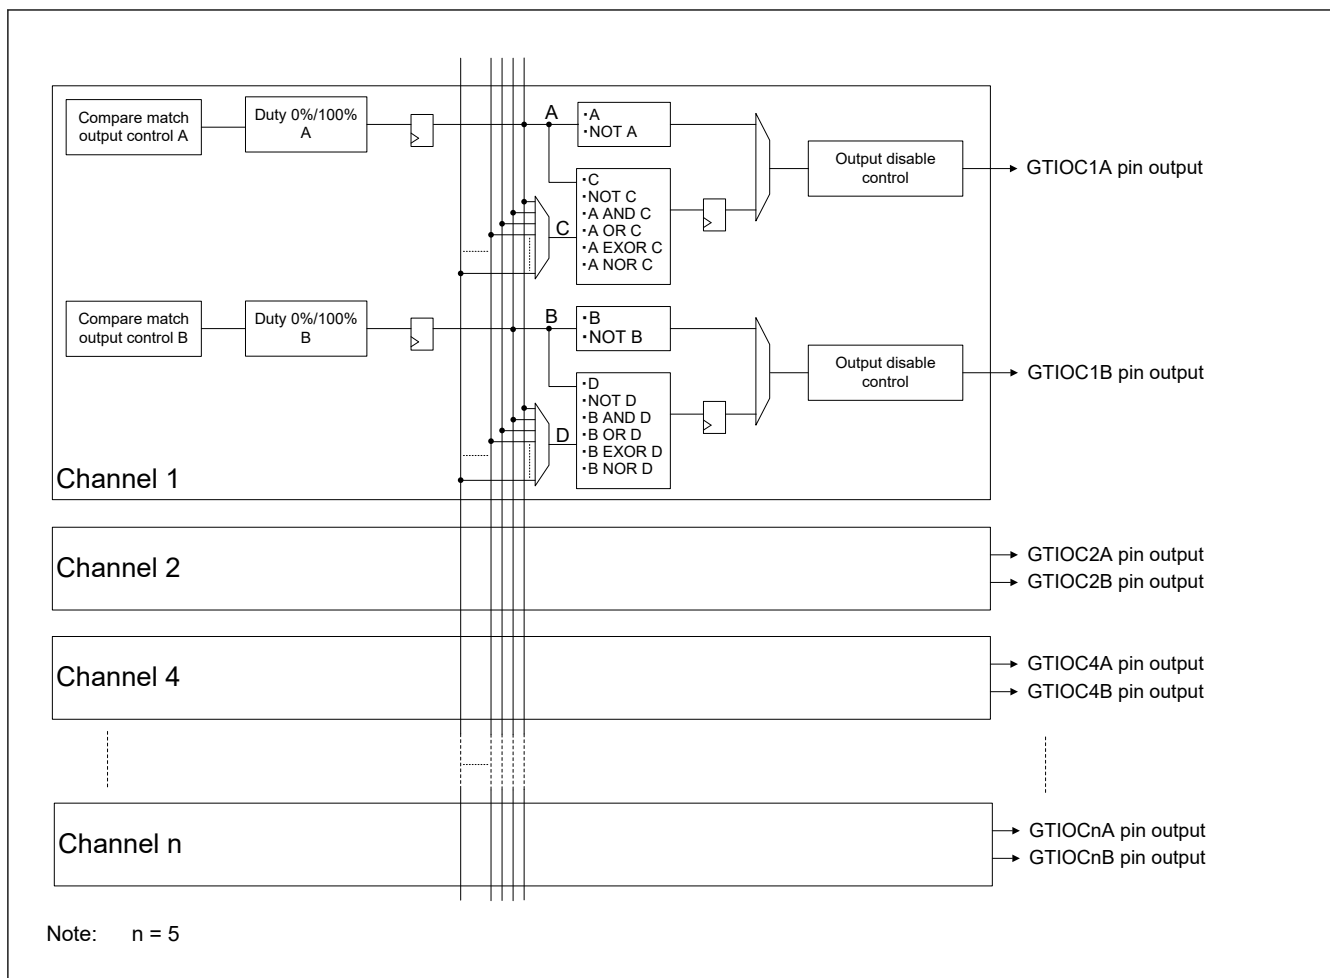 Compare match
output control A
Duty 0%/100%
A
A
・A
・NOT A
・C
・NOT C
・A AND C
・A OR C
・A EXOR C
・A NOR C
C
Output disable
control
GTIOC1A pin output
Compare match
output control B
Duty 0%/100%
B
B
・B
・NOT B
・D
・NOT D
・B AND D
・B OR D
・B EXOR D
・B NOR D
D
Output disable
control
GTIOC1B pin output
Channel 1
Channel 2
GTIOC2A pin output
GTIOC2B pin output
Channel 4
GTIOC4A pin output
GTIOC4B pin output
Channel n
GTIOCnA pin output
GTIOCnB pin output
Note: n = 5